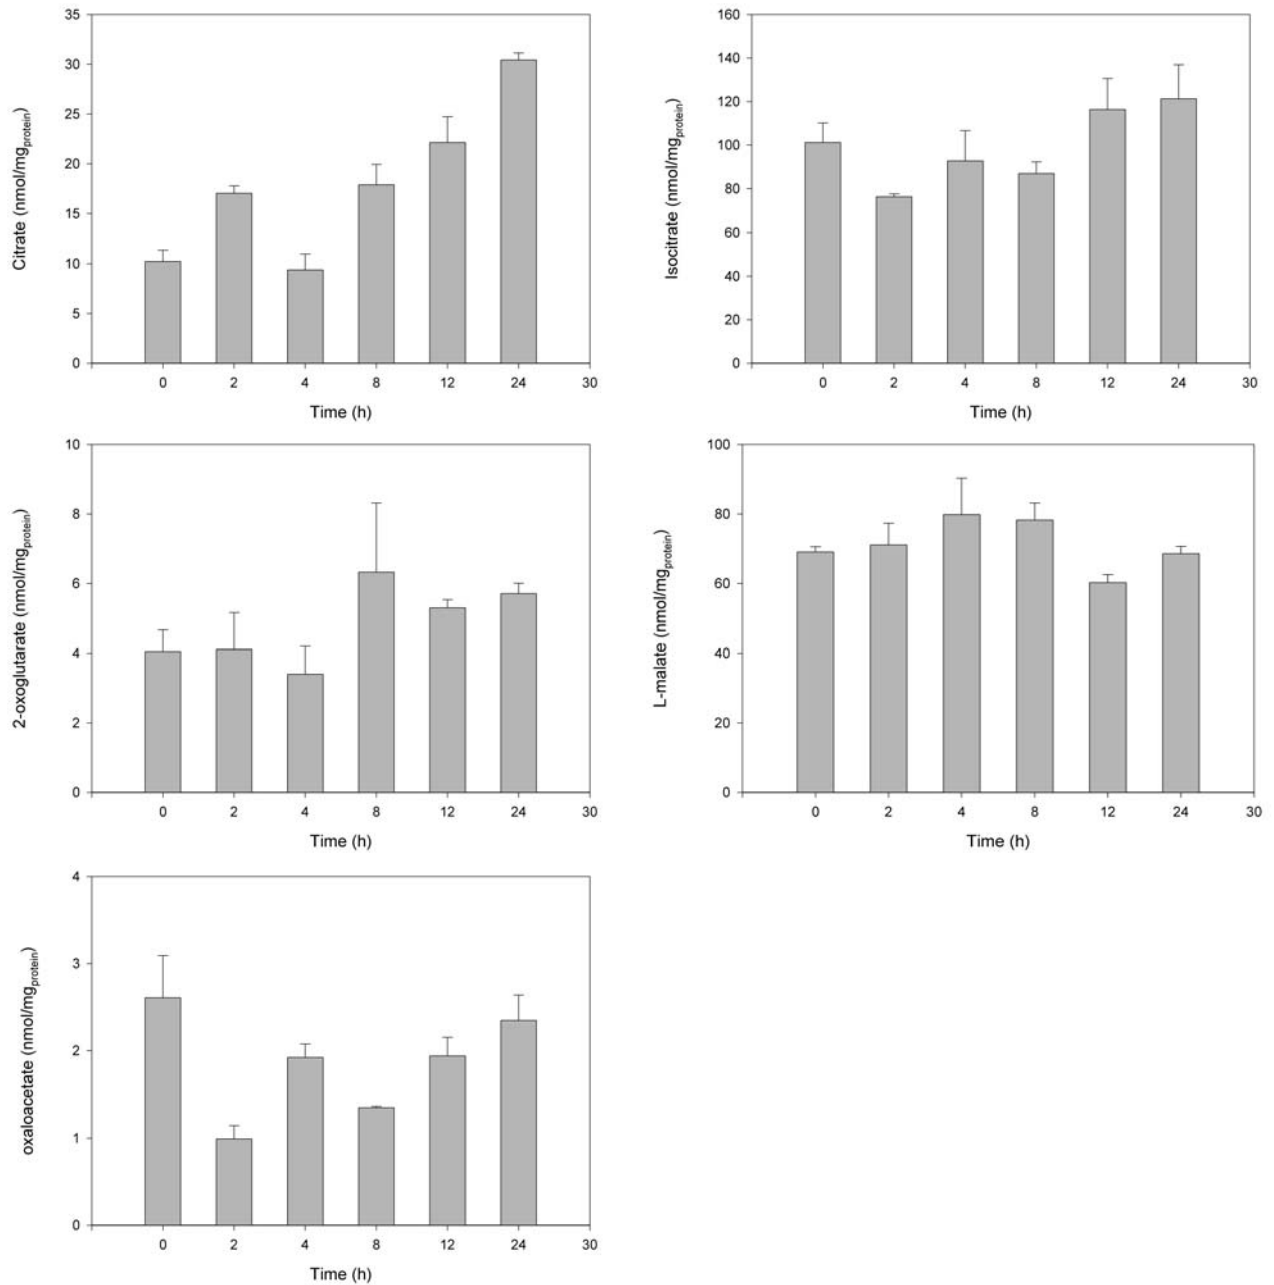 35
30
25
20
15
10
5
0
Citrate (nmol/mgprotein)
0 2 4 8 12 24 30
Time (h)
160
140
120
100
80
60
40
20
0
Isocitrate (nmol/mgprotein)
0 2 4 8 12 24 30
Time (h)
10
8
6
4
2
0
2-oxoglutarate (nmol/mgprotein)
0 2 4 8 12 24 30
Time (h)
100
80
60
40
20
0
L-malate (nmol/mgprotein)
0 2 4 8 12 24 30
Time (h)
4
3
2
1
0
oxaloacetate (nmol/mgprotein)
0 2 4 8 12 24 30
Time (h)